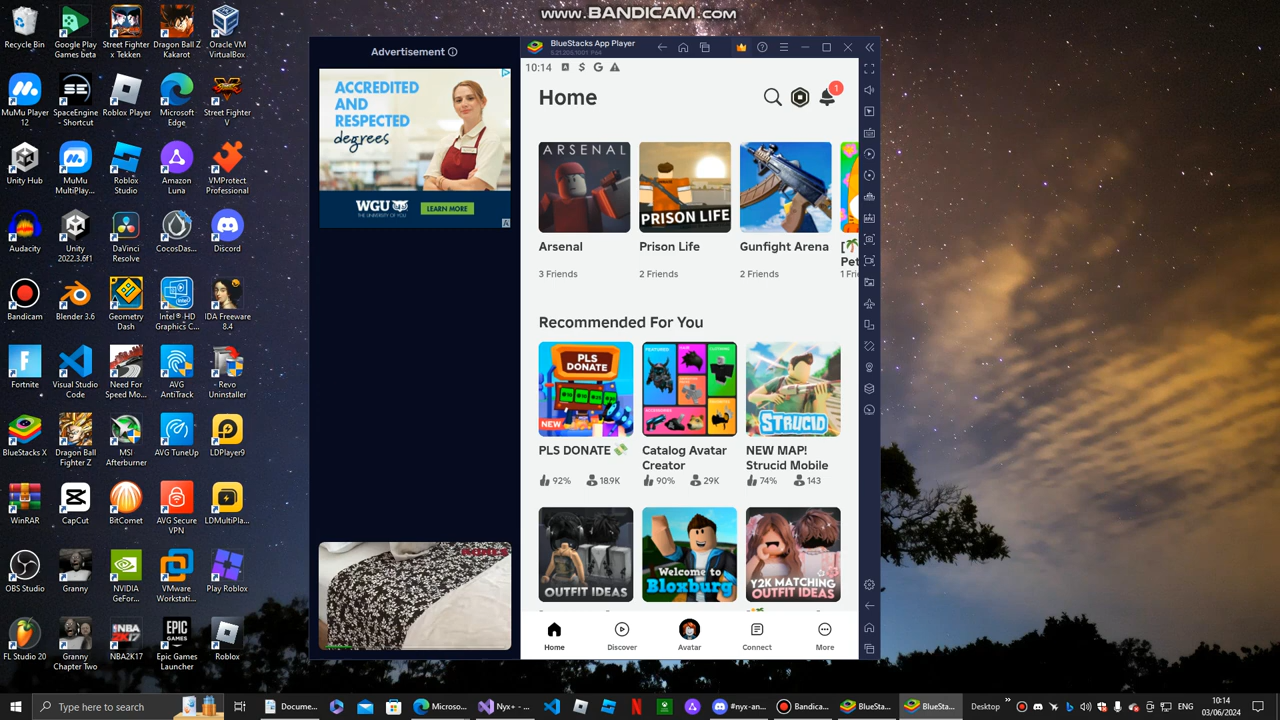 www.BANDICAM.com
Recycle Bin
Google Play Games beta
Street Fighter x Tekken
Dragon Ball Z Kakarot
Oracle VM VirtualBox
MuMu Player 12
SpaceEngine - Shortcut
Roblox Player
Microsoft Edge
Street Fighter V
Unity Hub
MuMu MultiPlay...
Roblox Studio
Amazon Luna
VMProtect Professional
Audacity
Unity 2022.3.6f1
DaVinci Resolve
CocosDas...
Discord
Bandicam
Blender 3.6
Geometry Dash
Intel® HD Graphics C...
IDA Freeware 8.4
Fortnite
Visual Studio Code
Need For Speed Mo...
AVG AntiTrack
Revo Uninstaller
BlueStacks X
Dragon Ball Fighter Z
MSI Afterburner
AVG TuneUp
LDPlayer9
WinRAR
CapCut
BitComet
AVG Secure VPN
LDMultiPla...
OBS Studio
Granny
NVIDIA GeFor...
VMware Workstati...
Play Roblox
FL Studio 20
Granny Chapter Two
NBA2K17
Epic Games Launcher
Roblox
Advertisement
ACCREDITED
AND
RESPECTED
degrees
WGU
LEARN MORE
BlueStacks App Player
10:14
Home
1
ARSENAL
PRISON LIFE
Arsenal
Prison Life
Gunfight Arena
3 Friends
2 Friends
2 Friends
Recommended For You
PLS
DONATE
NEW
STRUCID
PLS DONATE
Catalog Avatar
Creator
NEW MAP!
Strucid Mobile
92%
18.9K
90%
29K
74%
143
OUTFIT IDEAS
Welcome to
Bloxburg
Y2K MATCHING
OUTFIT IDEAS
Home
Discover
Avatar
Connect
More
Type here to search
Docume...
Microso...
Nyx+ - ...
#nyx-an...
Bandica...
BlueSta...
BlueSta...
Desktop
ENG
10:14
03/06/2024